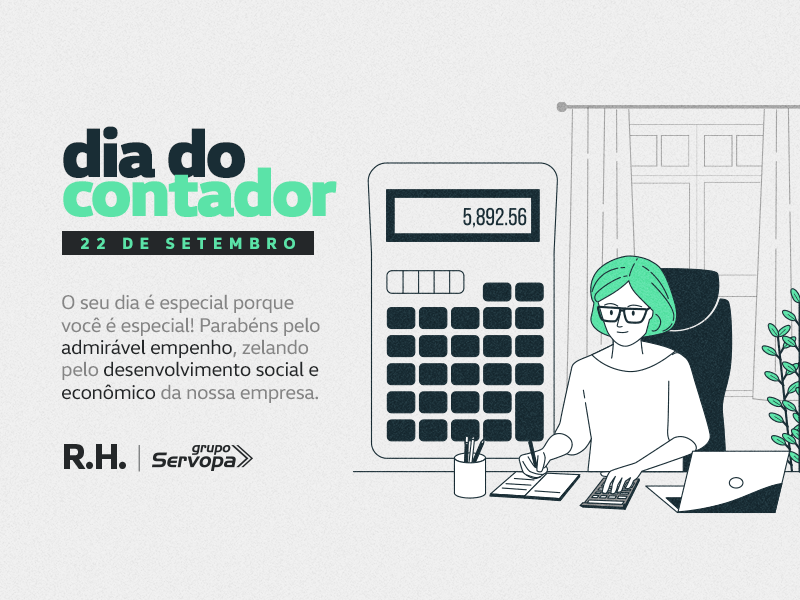 dia do
contador
22 DE SETEMBRO
O seu dia é especial porque
você é especial! Parabéns pelo
admirável empenho, zelando
pelo desenvolvimento social e
econômico da nossa empresa.
R.H.
grupo
Servopa
5,892.56